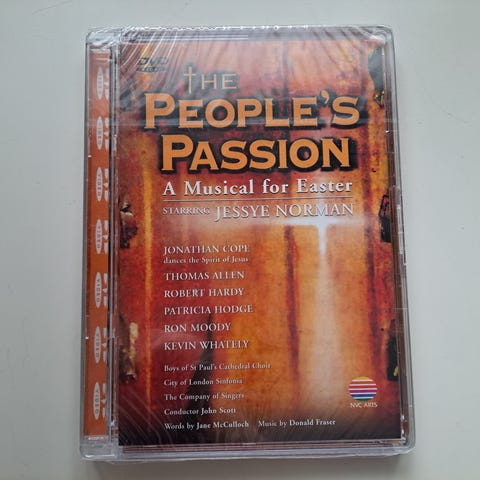 DVD
THE
PEOPLE'S
PASSION
A Musical for Easter
STARRING JESSYE NORMAN
JONATHAN COPE
dances the Spirit of Jesus
THOMAS ALLEN
ROBERT HARDY
PATRICIA HODGE
RON MOODY
KEVIN WHATELY
Boys of St Paul's Cathedral Choir
City of London Sinfonia
The Company of Singers
Conductor John Scott
Words by Jane McCulloch Music by Donald Fraser
NVC ARTS